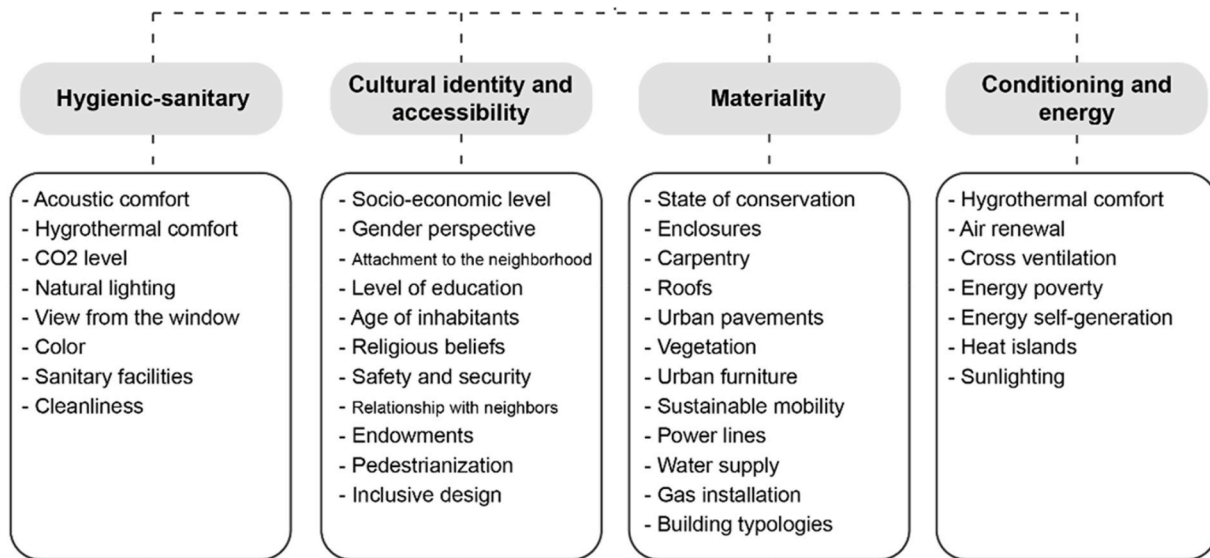 Hygienic-sanitary
- Acoustic comfort
- Hygrothermal comfort
- CO2 level
- Natural lighting
- View from the window
- Color
- Sanitary facilities
- Cleanliness
Cultural identity and
accessibility
- Socio-economic level
- Gender perspective
- Attachment to the neighborhood
- Level of education
- Age of inhabitants
- Religious beliefs
- Safety and security
- Relationship with neighbors
- Endowments
- Pedestrianization
- Inclusive design
Materiality
- State of conservation
- Enclosures
- Carpentry
- Roofs
- Urban pavements
- Vegetation
- Urban furniture
- Sustainable mobility
- Power lines
- Water supply
- Gas installation
- Building typologies
Conditioning and
energy
- Hygrothermal comfort
- Air renewal
- Cross ventilation
- Energy poverty
- Energy self-generation
- Heat islands
- Sunlighting